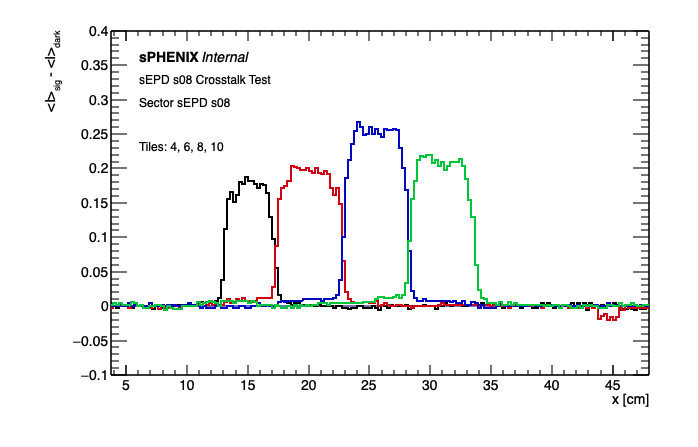 <I>sig - <I>dark
0.4
0.35
0.3
0.25
0.2
0.15
0.1
0.05
0
−0.05
−0.1
sPHENIX Internal
sEPD s08 Crosstalk Test
Sector sEPD s08
Tiles: 4, 6, 8, 10
5 10 15 20 25 30 35 40 45
x [cm]